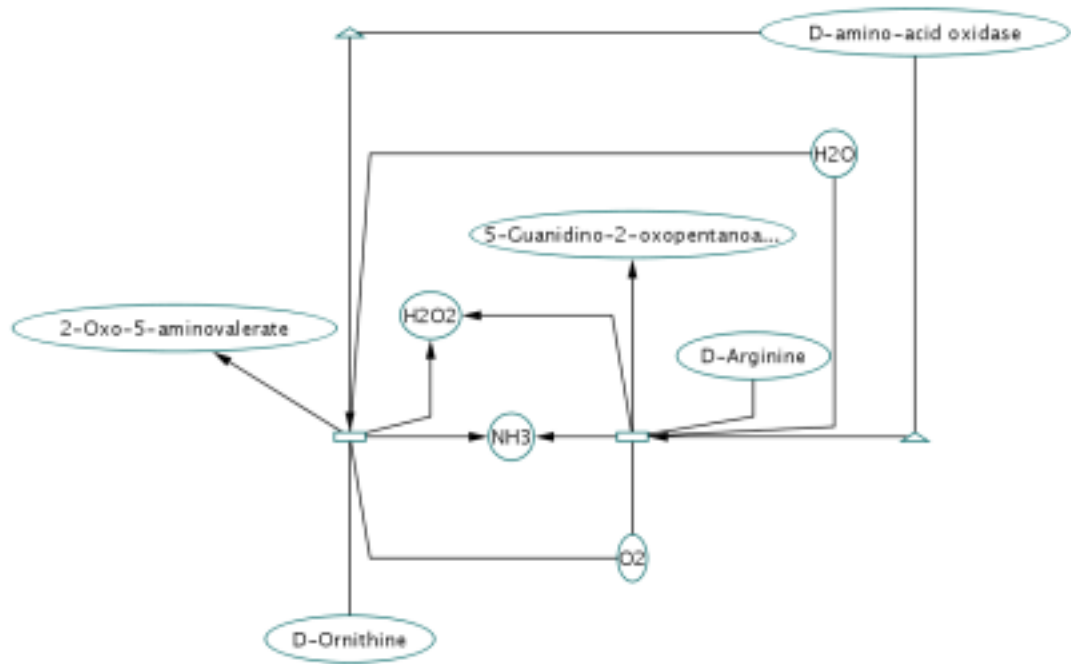 D-amino-acid oxidase
H2O
5-Guanidino-2-oxopentanoa...
H2O2
2-Oxo-5-aminovalerate
D-Arginine
NH3
O2
D-Ornithine